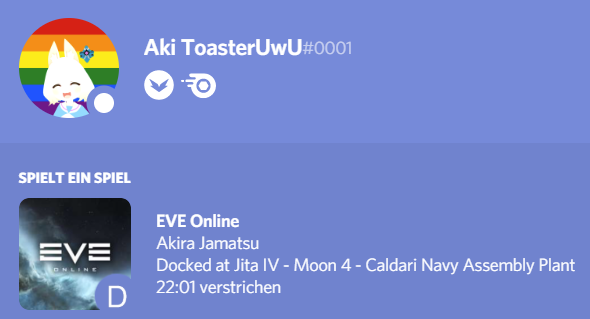 Aki ToasterUwU#0001
SPIELT EIN SPIEL
EVE
ONLINE
D
EVE Online
Akira Jamatsu
Docked at Jita IV - Moon 4 - Caldari Navy Assembly Plant
22:01 verstrichen